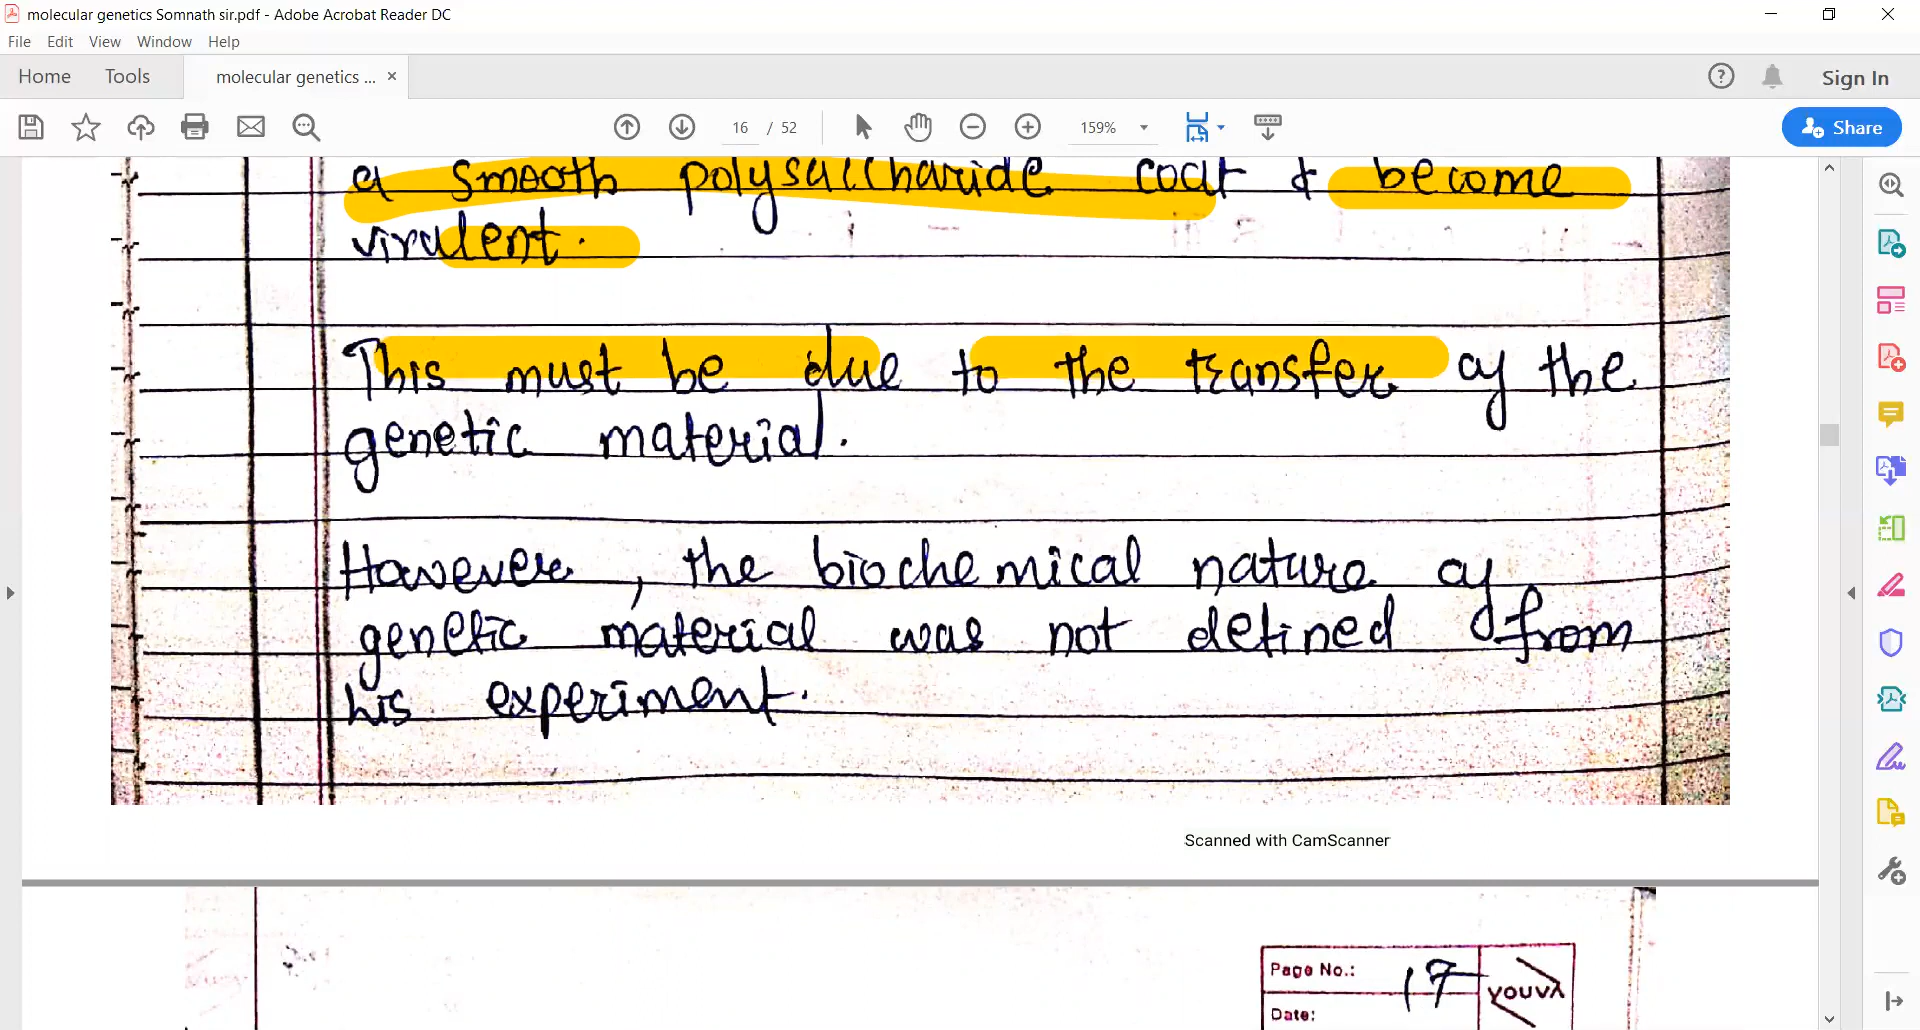 molecular genetics Somnath sir.pdf - Adobe Acrobat Reader DC
File Edit View Window Help
Home Tools molecular genetics ... × Sign In
16 / 52 159% Share
a smooth polysaccharide coat & become
virulent.
This must be due to the transfer of the
genetic material.
However, the biochemical nature of
genetic material was not defined from
his experiment.
Scanned with CamScanner
Page No.: 17 youva
Date: